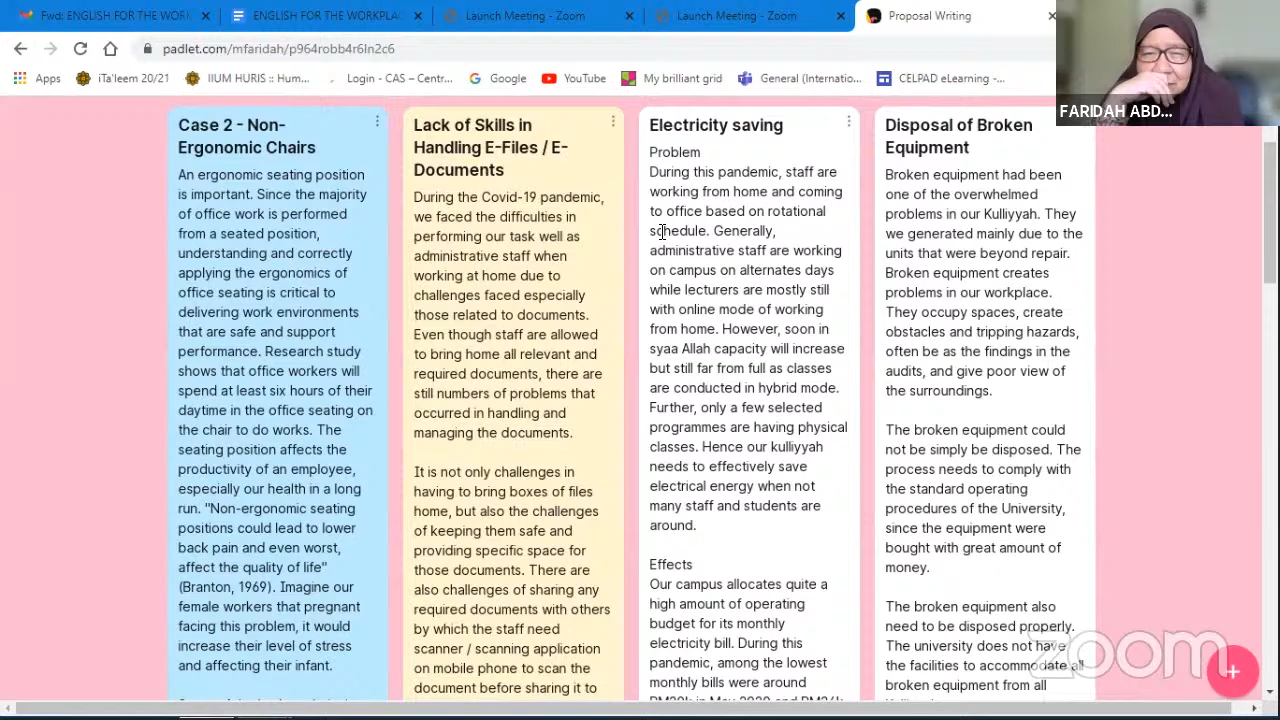 Fwd: ENGLISH FOR THE WORK
ENGLISH FOR THE WORKPLAC
Launch Meeting - Zoom
Launch Meeting - Zoom
Proposal Writing
padlet.com/mfaridah/p964robb4r6ln2c6
Apps
iTa'leem 20/21
IIUM HURIS :: Hum...
Login - CAS – Centr...
Google
YouTube
My brilliant grid
General (Internatio...
CELPAD eLearning -...
FARIDAH ABD...
Case 2 - Non-
Ergonomic Chairs
An ergonomic seating position
is important. Since the majority
of office work is performed
from a seated position,
understanding and correctly
applying the ergonomics of
office seating is critical to
delivering work environments
that are safe and support
performance. Research study
shows that office workers will
spend at least six hours of their
daytime in the office seating on
the chair to do works. The
seating position affects the
productivity of an employee,
especially our health in a long
run. "Non-ergonomic seating
positions could lead to lower
back pain and even worst,
affect the quality of life"
(Branton, 1969). Imagine our
female workers that pregnant
facing this problem, it would
increase their level of stress
and affecting their infant.
Lack of Skills in
Handling E-Files / E-
Documents
During the Covid-19 pandemic,
we faced the difficulties in
performing our task well as
administrative staff when
working at home due to
challenges faced especially
those related to documents.
Even though staff are allowed
to bring home all relevant and
required documents, there are
still numbers of problems that
occurred in handling and
managing the documents.
It is not only challenges in
having to bring boxes of files
home, but also the challenges
of keeping them safe and
providing specific space for
those documents. There are
also challenges of sharing any
required documents with others
by which the staff need
scanner / scanning application
on mobile phone to scan the
document before sharing it to
Electricity saving
Problem
During this pandemic, staff are
working from home and coming
to office based on rotational
schedule. Generally,
administrative staff are working
on campus on alternates days
while lecturers are mostly still
with online mode of working
from home. However, soon in
syaa Allah capacity will increase
but still far from full as classes
are conducted in hybrid mode.
Further, only a few selected
programmes are having physical
classes. Hence our kulliyyah
needs to effectively save
electrical energy when not
many staff and students are
around.
Effects
Our campus allocates quite a
high amount of operating
budget for its monthly
electricity bill. During this
pandemic, among the lowest
monthly bills were around
Disposal of Broken
Equipment
Broken equipment had been
one of the overwhelmed
problems in our Kulliyyah. They
we generated mainly due to the
units that were beyond repair.
Broken equipment creates
problems in our workplace.
They occupy spaces, create
obstacles and tripping hazards,
often be as the findings in the
audits, and give poor view of
the surroundings.
The broken equipment could
not be simply be disposed. The
process needs to comply with
the standard operating
procedures of the University,
since the equipment were
bought with great amount of
money.
The broken equipment also
need to be disposed properly.
The university does not have
the facilities to accommodate all
broken equipment from all
zoom